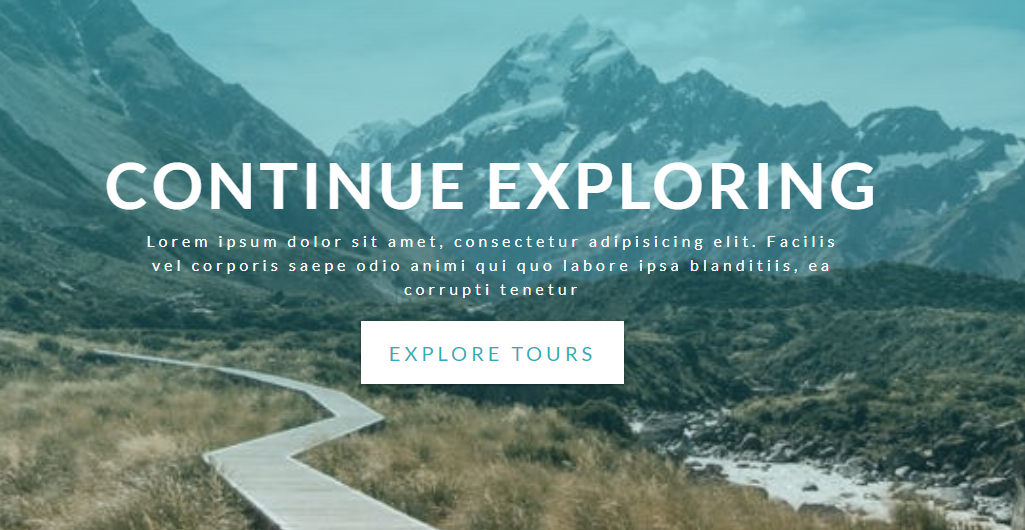 CONTINUE EXPLORING
Lorem ipsum dolor sit amet, consectetur adipisicing elit. Facilis
vel corporis saepe odio animi qui quo labore ipsa blanditiis, ea
corrupti tenetur
EXPLORE TOURS